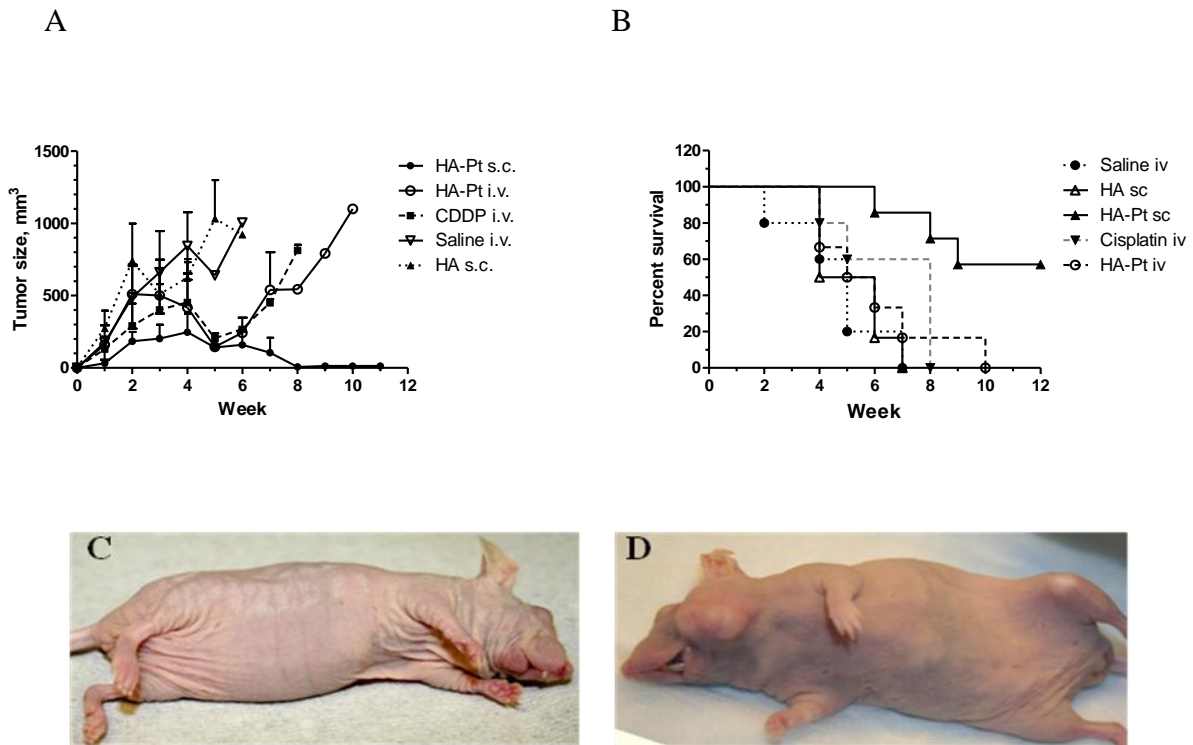 A
B
1500
1000
500
0
Tumor size, mm³
0 2 4 6 8 10 12
Week
HA-Pt s.c.
HA-Pt i.v.
CDDP i.v.
Saline i.v.
HA s.c.
120
100
80
60
40
20
0
Percent survival
0 2 4 6 8 10 12
Week
Saline iv
HA sc
HA-Pt sc
Cisplatin iv
HA-Pt iv
C
D